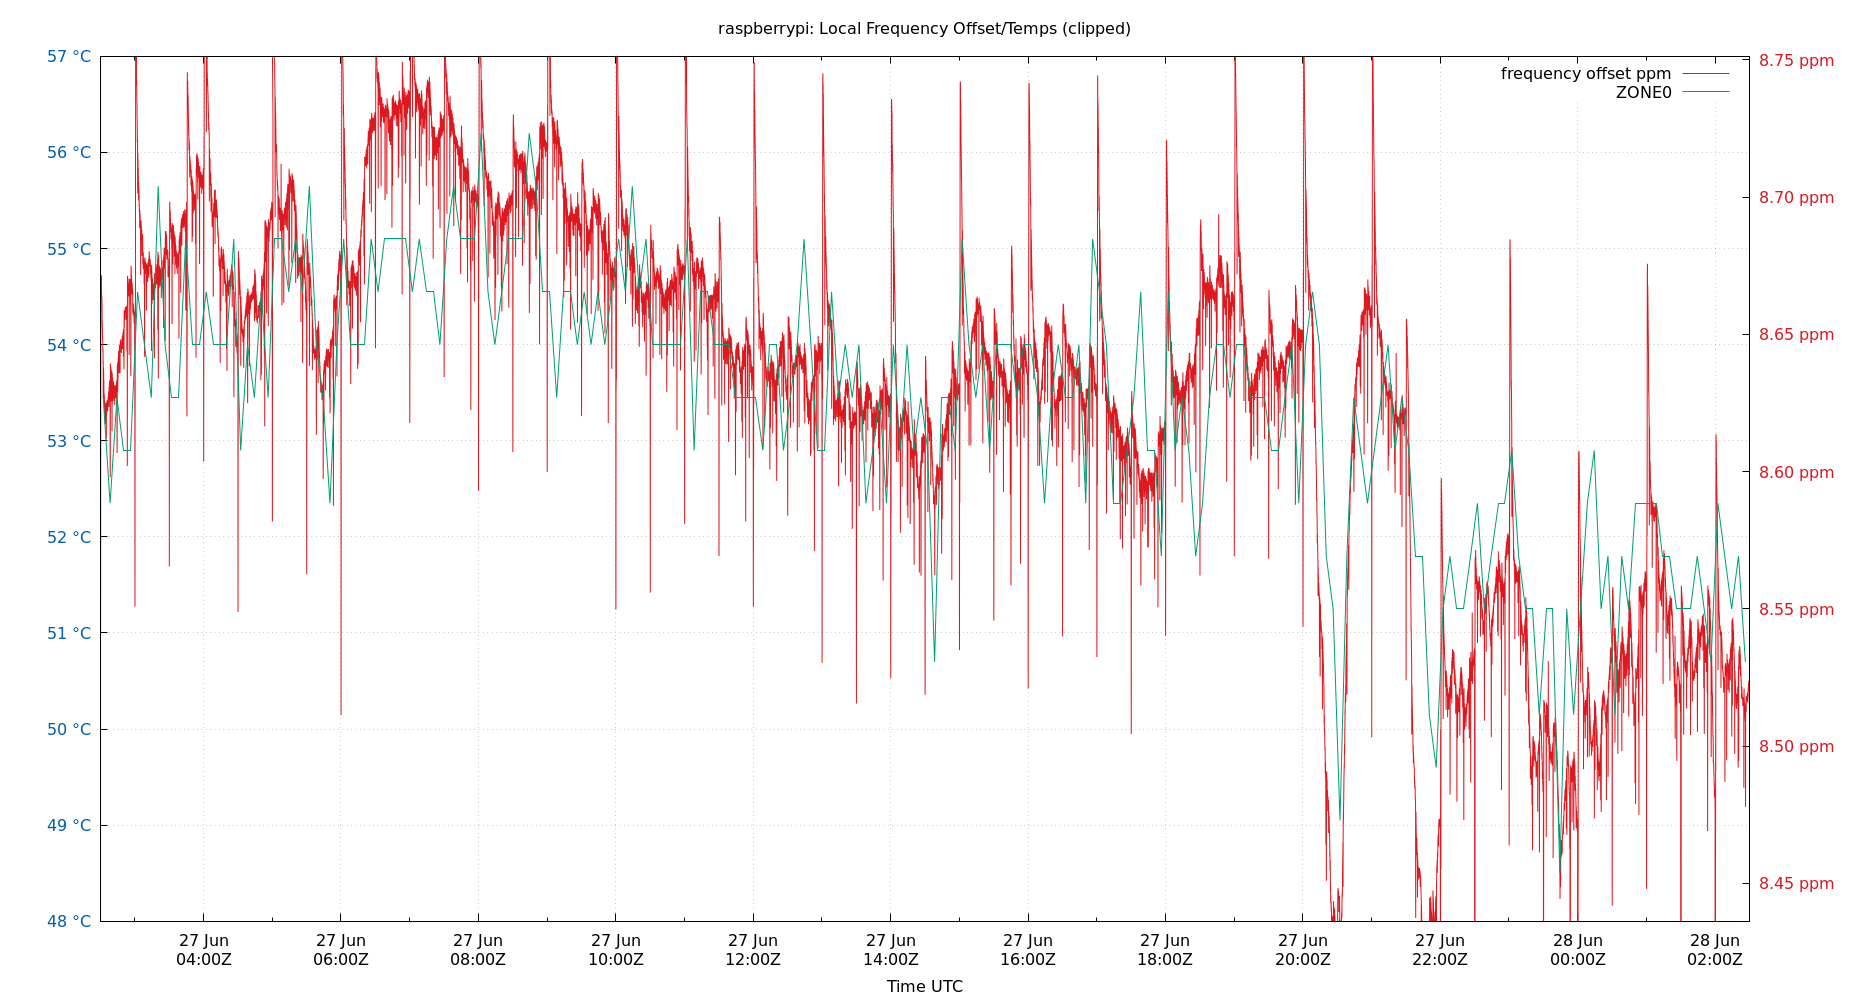 raspberrypi: Local Frequency Offset/Temps (clipped)
57 °C
56 °C
55 °C
54 °C
53 °C
52 °C
51 °C
50 °C
49 °C
48 °C
frequency offset ppm
ZONE0
8.75 ppm
8.70 ppm
8.65 ppm
8.60 ppm
8.55 ppm
8.50 ppm
8.45 ppm
27 Jun 27 Jun 27 Jun 27 Jun 27 Jun 27 Jun 27 Jun 27 Jun 27 Jun 27 Jun 28 Jun 28 Jun
04:00Z 06:00Z 08:00Z 10:00Z 12:00Z 14:00Z 16:00Z 18:00Z 20:00Z 22:00Z 00:00Z 02:00Z
Time UTC